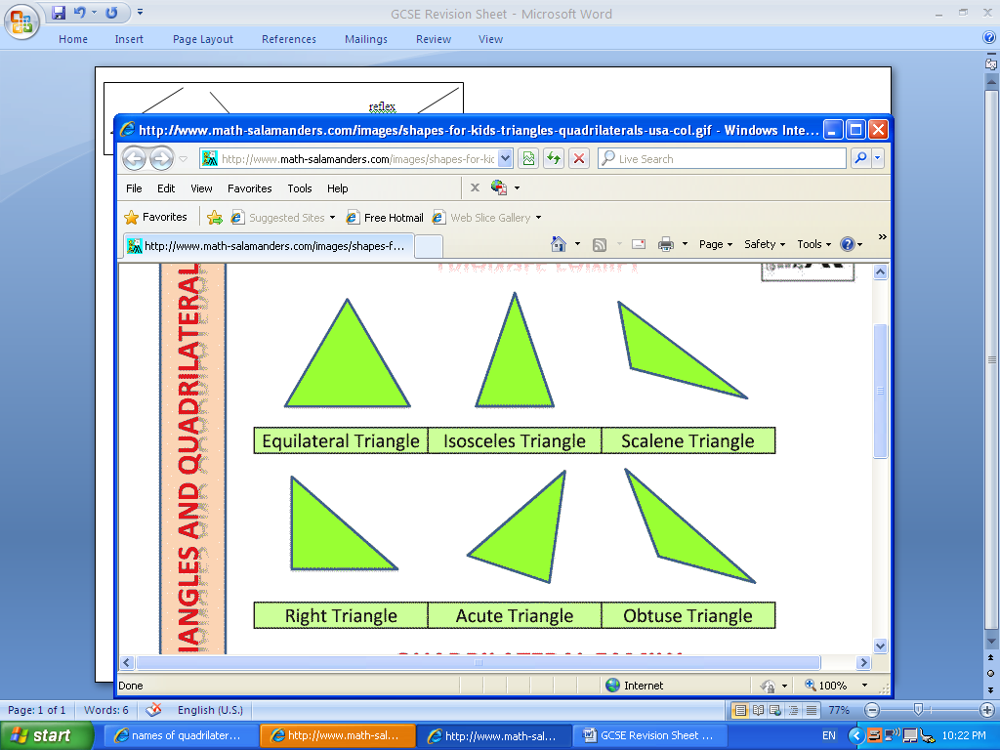 GCSE Revision Sheet - Microsoft Word
Home Insert Page Layout References Mailings Review View
reflex
http://www.math-salamanders.com/images/shapes-for-kids-triangles-quadrilaterals-usa-col.gif - Windows Inte...
http://www.math-salamanders.com/images/shapes-for-kid Live Search
File Edit View Favorites Tools Help
Favorites Suggested Sites Free Hotmail Web Slice Gallery
http://www.math-salamanders.com/images/shapes-f... Page Safety Tools
IANGLES AND QUADRILATERAL
Equilateral Triangle Isosceles Triangle Scalene Triangle
Right Triangle Acute Triangle Obtuse Triangle
Done Internet 100%
Page: 1 of 1 Words: 6 English (U.S.) 77%
start names of quadrilater... http://www.math-sal... http://www.math-sal... GCSE Revision Sheet ... EN 10:22 PM